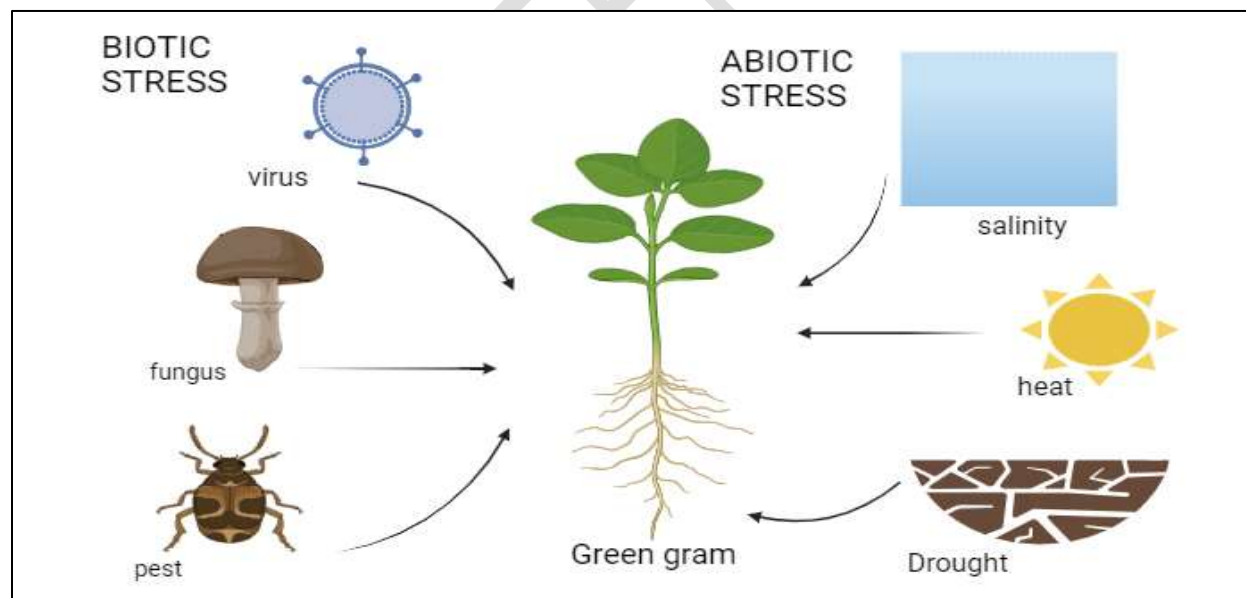 BIOTIC
STRESS
virus
fungus
pest
Green gram
ABIOTIC
STRESS
salinity
heat
Drought